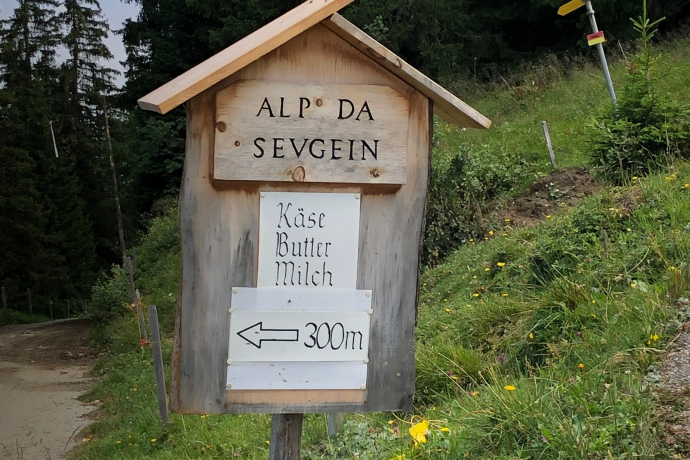 ALP DA
SEVGEIN
Käse
Butter
Milch
300m